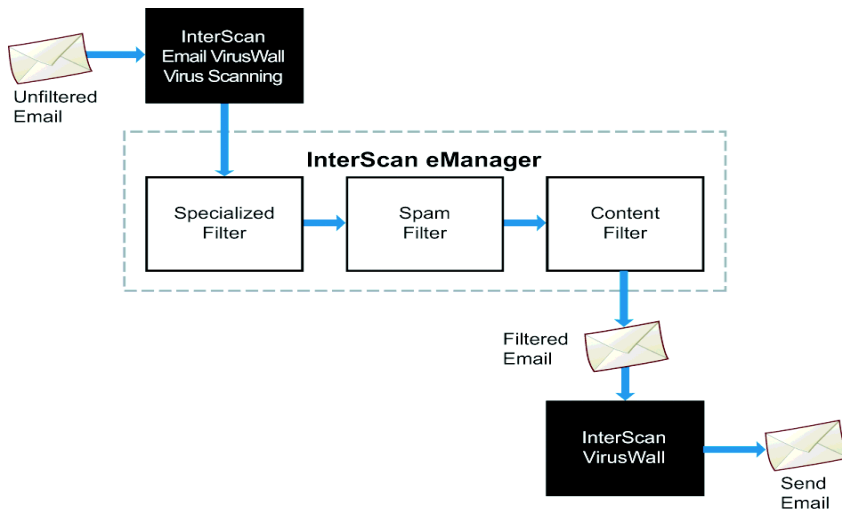 InterScan
Email VirusWall
Virus Scanning
Unfiltered
Email
InterScan eManager
Specialized
Filter
Spam
Filter
Content
Filter
Filtered
Email
InterScan
VirusWall
Send
Email